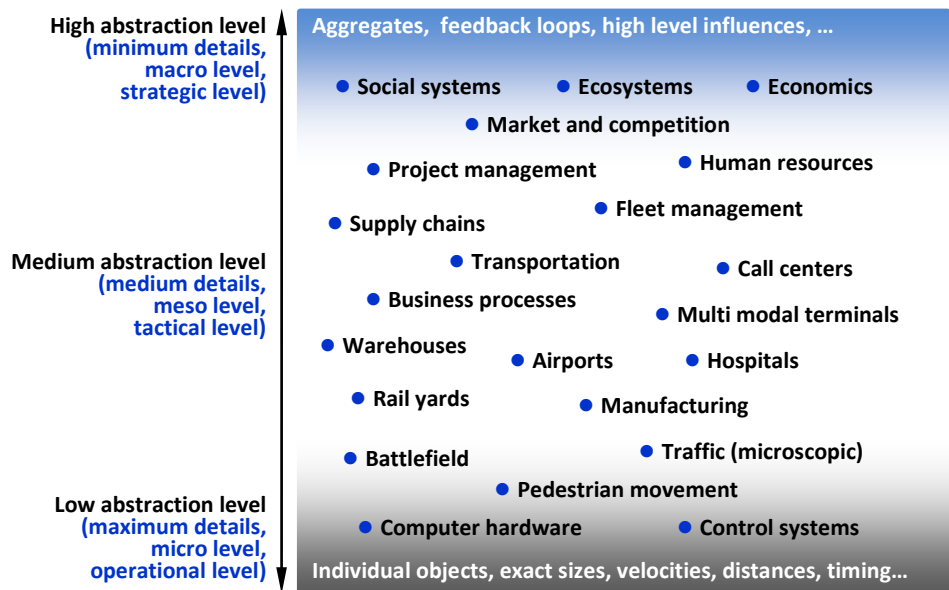 High abstraction level
(minimum details,
macro level,
strategic level)
Aggregates, feedback loops, high level influences, …
Social systems
Ecosystems
Economics
Market and competition
Project management
Human resources
Fleet management
Supply chains
Medium abstraction level
(medium details,
meso level,
tactical level)
Transportation
Call centers
Business processes
Multi modal terminals
Warehouses
Airports
Hospitals
Rail yards
Manufacturing
Traffic (microscopic)
Battlefield
Pedestrian movement
Low abstraction level
(maximum details,
micro level,
operational level)
Computer hardware
Control systems
Individual objects, exact sizes, velocities, distances, timing…